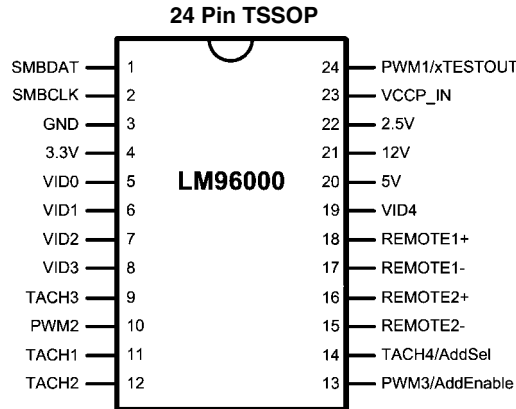 24 Pin TSSOP
SMBDAT 1 24 PWM1/xTESTOUT
SMBCLK 2 23 VCCP_IN
GND 3 22 2.5V
3.3V 4 21 12V
LM96000
VID0 5 20 5V
VID1 6 19 VID4
VID2 7 18 REMOTE1+
VID3 8 17 REMOTE1-
TACH3 9 16 REMOTE2+
PWM2 10 15 REMOTE2-
TACH1 11 14 TACH4/AddSel
TACH2 12 13 PWM3/AddEnable